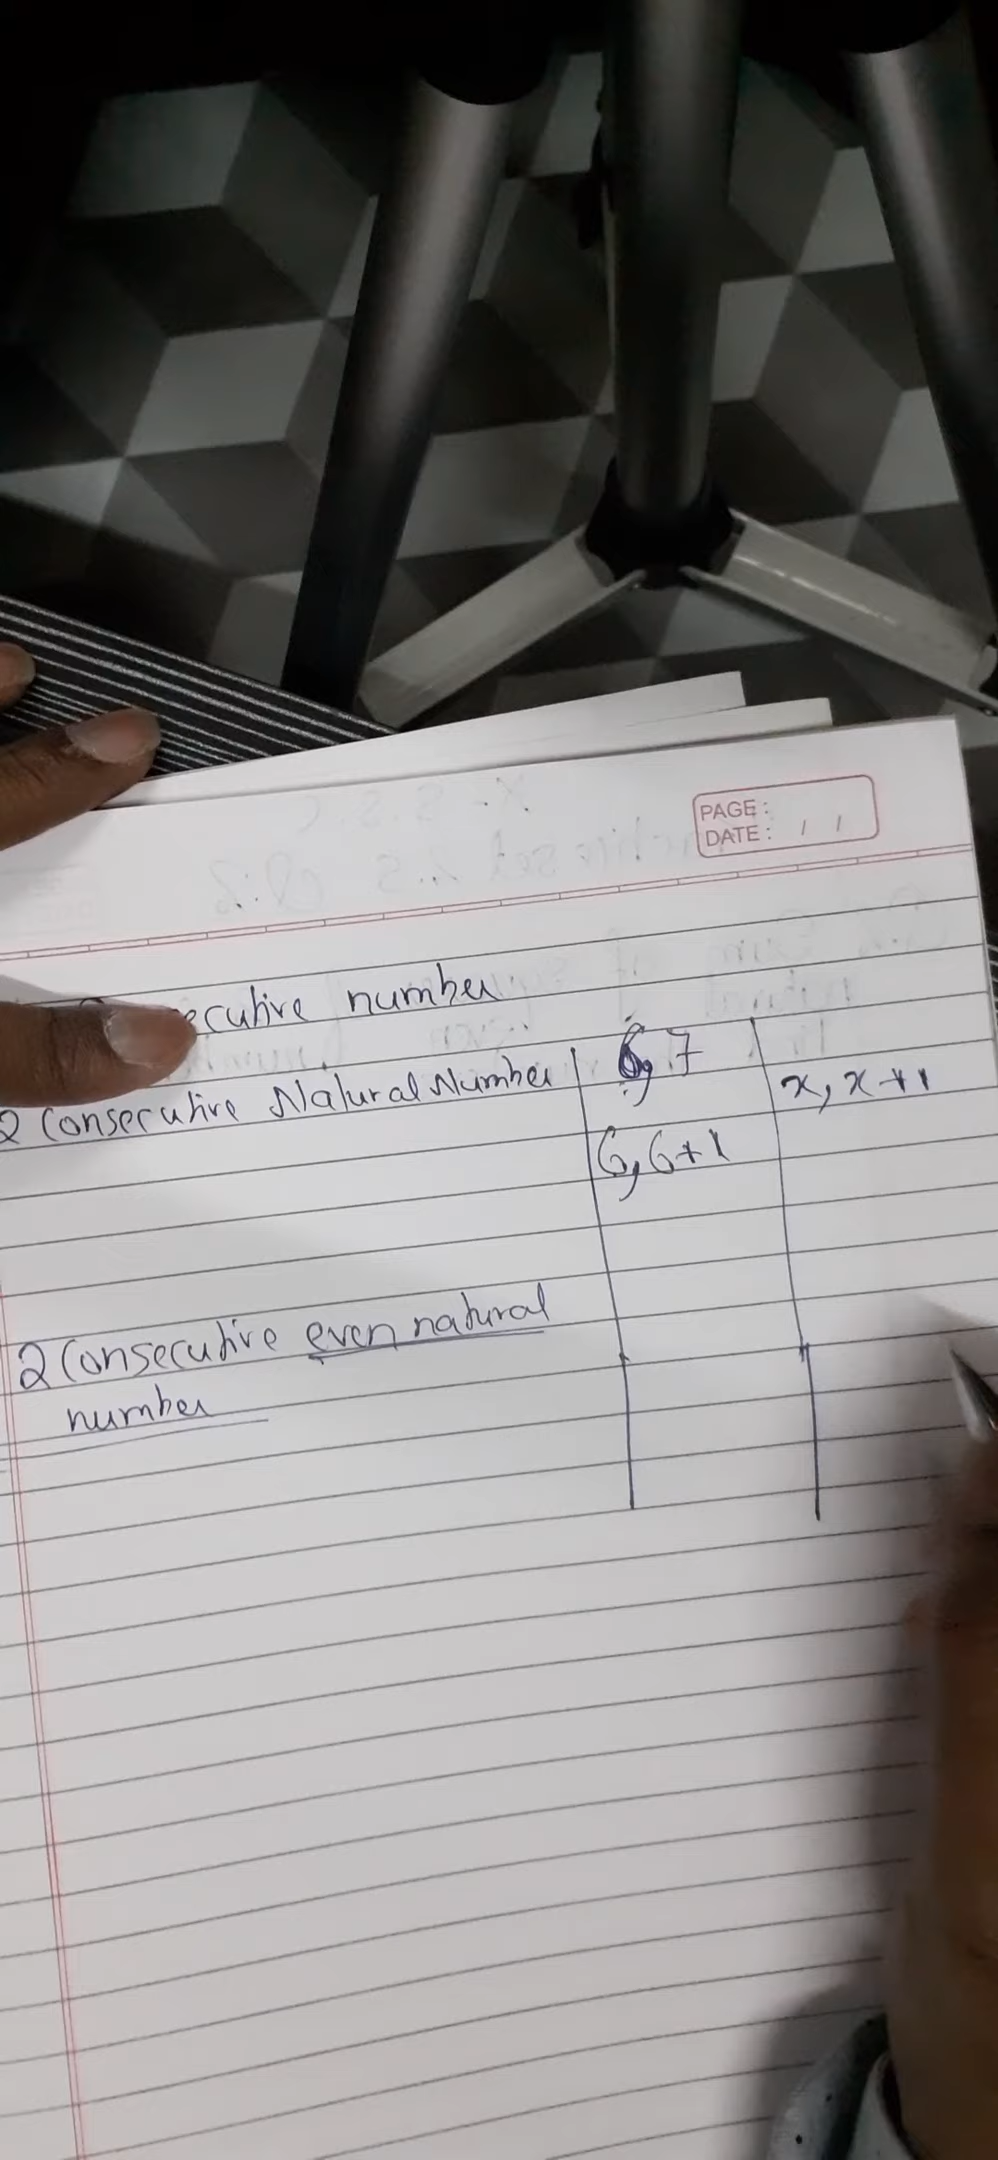 PAGE:
DATE: / /
ecutive number
2 Consecutive Natural Number 6, 7 x, x+1
6, 6+1
2 Consecutive even natural
number